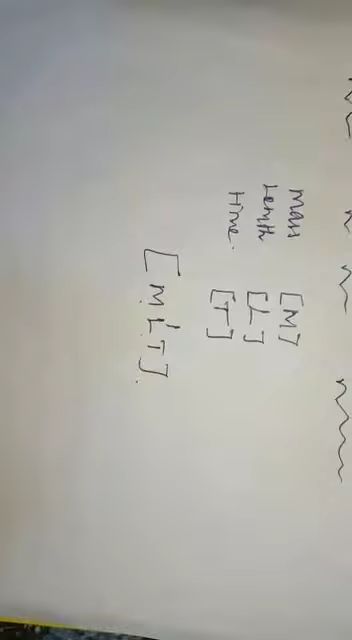 Mass [M]
Length [L]
Time. [T]
[M L T].